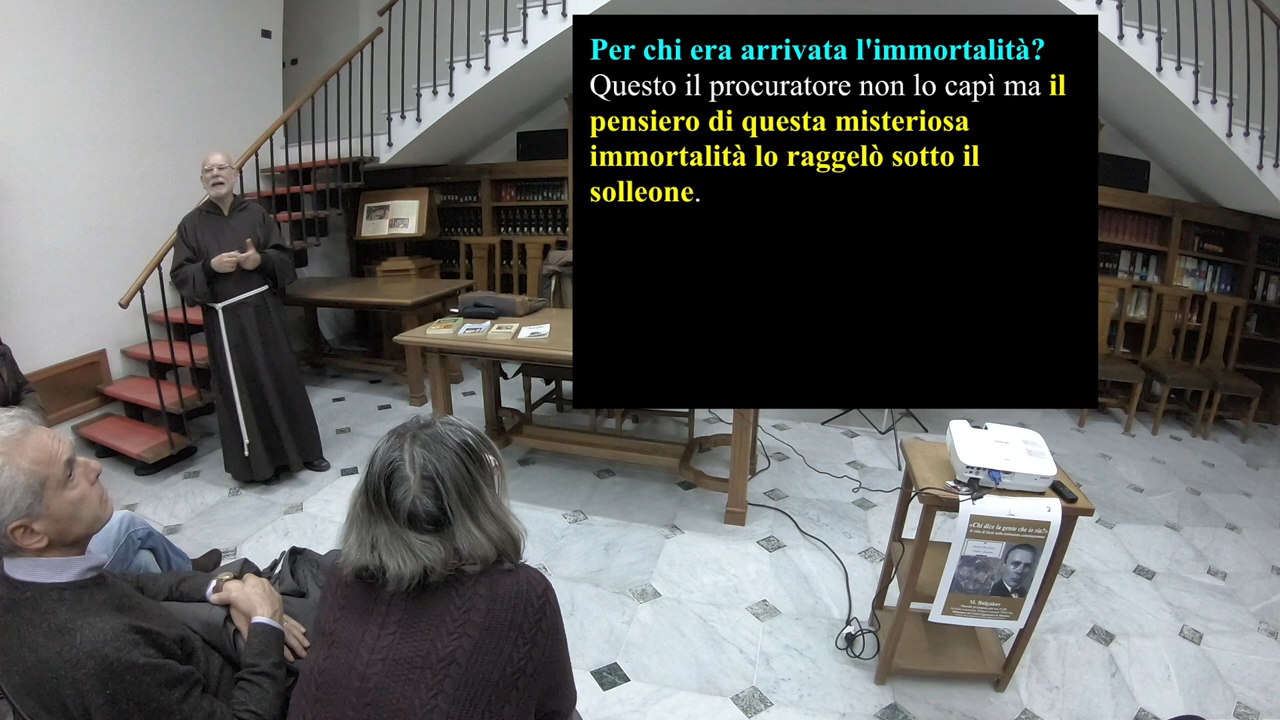 Per chi era arrivata l'immortalità?
Questo il procuratore non lo capì ma il
pensiero di questa misteriosa
immortalità lo raggelò sotto il
solleone.
«Chi dice la gente che io sia?»
M. Bulgakov